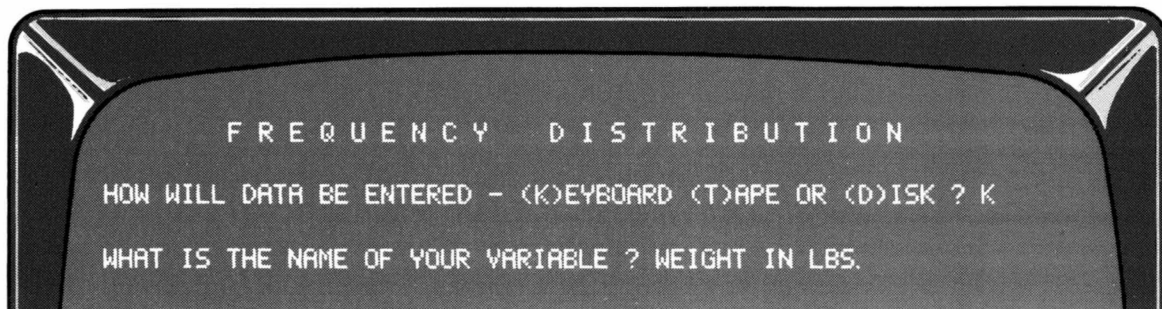 F R E Q U E N C Y   D I S T R I B U T I O N
HOW WILL DATA BE ENTERED - (K)EYBOARD (T)APE OR (D)ISK ? K
WHAT IS THE NAME OF YOUR VARIABLE ? WEIGHT IN LBS.